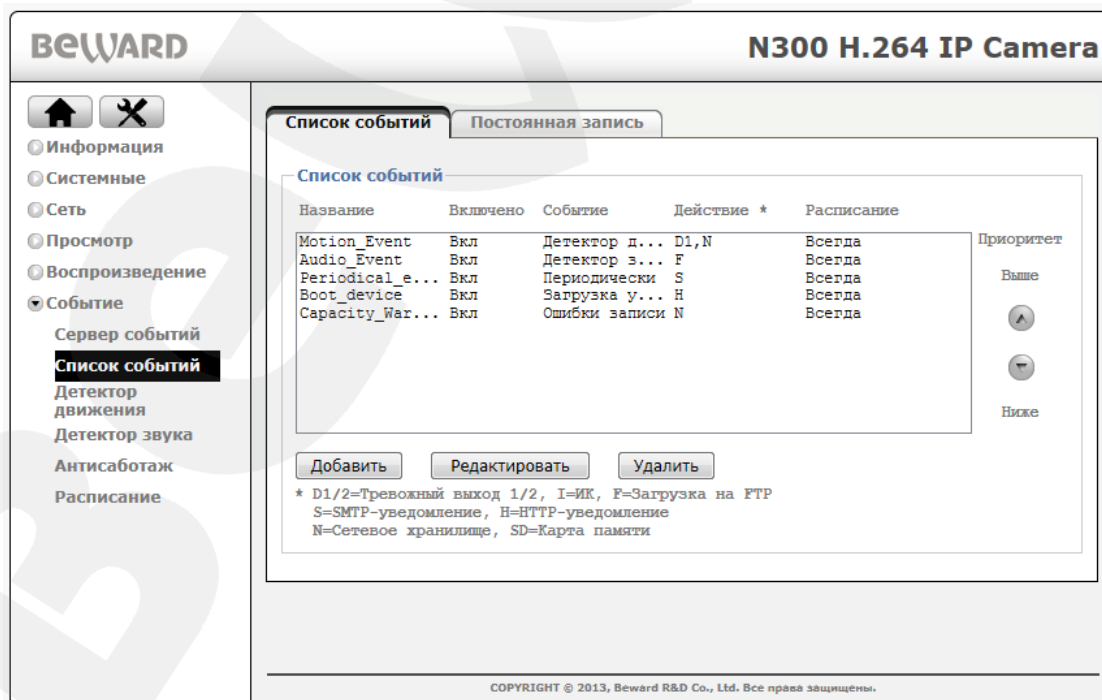 BEWARD
N300 H.264 IP Camera
Информация
Системные
Сеть
Просмотр
Воспроизведение
Событие
Сервер событий
Список событий
Детектор
движения
Детектор звука
Антисаботаж
Расписание
Список событий Постоянная запись
Список событий
Название Включено Событие Действие * Расписание
Motion_Event Вкл Детектор д... D1,N Всегда
Audio_Event Вкл Детектор з... F Всегда
Periodical_e... Вкл Периодически S Всегда
Boot_device Вкл Загрузка у... H Всегда
Capacity_War... Вкл Ошибки записи N Всегда
Приоритет
Выше
Ниже
Добавить Редактировать Удалить
* D1/2=Тревожный выход 1/2, I=ИК, F=Загрузка на FTP
S=SMTP-уведомление, H=HTTP-уведомление
N=Сетевое хранилище, SD=Карта памяти
COPYRIGHT © 2013, Beward R&D Co., Ltd. Все права защищены.